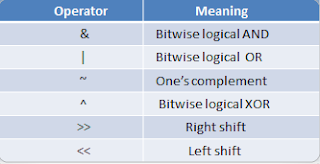 Operator Meaning
& Bitwise logical AND
| Bitwise logical OR
~ One's complement
^ Bitwise logical XOR
>> Right shift
<< Left shift